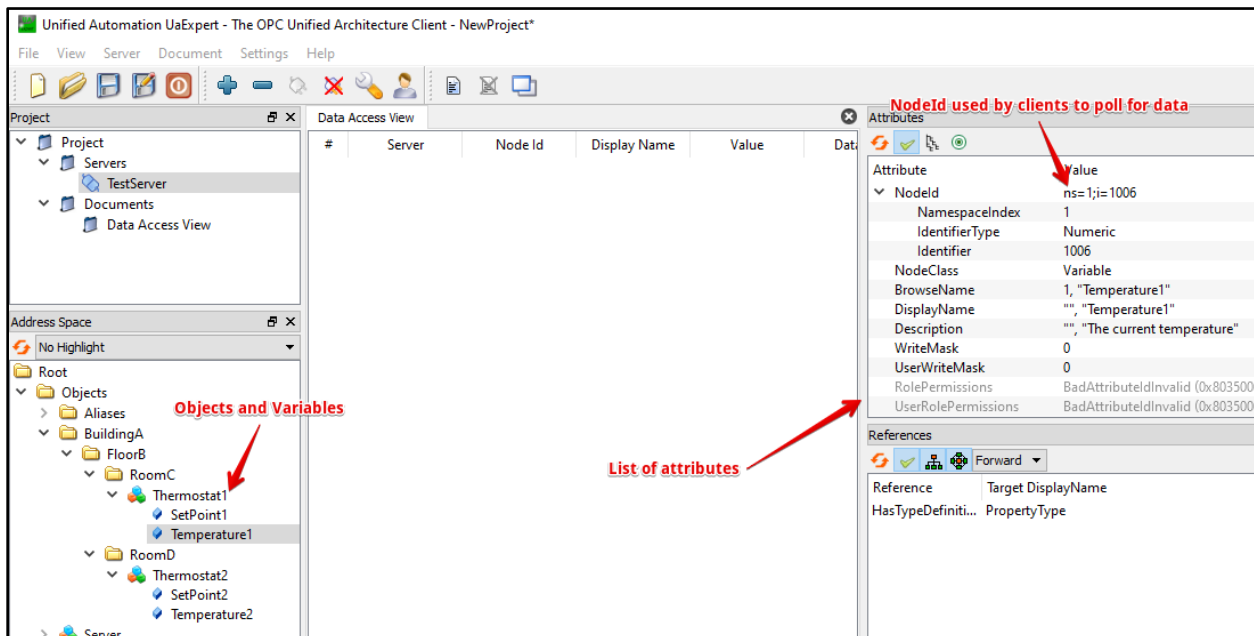 Unified Automation UaExpert - The OPC Unified Architecture Client - NewProject*
File View Server Document Settings Help
Project
Project
Servers
TestServer
Documents
Data Access View
Address Space
No Highlight
Root
Objects
Aliases
BuildingA
FloorB
RoomC
Thermostat1
SetPoint1
Temperature1
RoomD
Thermostat2
SetPoint2
Temperature2
Server
Objects and Variables
Data Access View
# Server Node Id Display Name Value Data
List of attributes
NodeId used by clients to poll for data
Attributes
Attribute Value
NodeId ns=1;i=1006
NamespaceIndex 1
IdentifierType Numeric
Identifier 1006
NodeClass Variable
BrowseName 1, "Temperature1"
DisplayName "", "Temperature1"
Description "", "The current temperature"
WriteMask 0
UserWriteMask 0
RolePermissions BadAttributeIdInvalid (0x803500
UserRolePermissions BadAttributeIdInvalid (0x803500
References
Forward
Reference Target DisplayName
HasTypeDefiniti... PropertyType